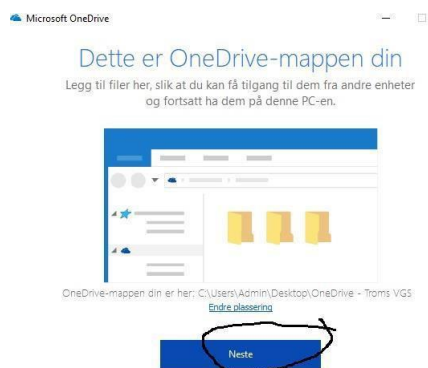 Microsoft OneDrive
Dette er OneDrive-mappen din
Legg til filer her, slik at du kan få tilgang til dem fra andre enheter
og fortsatt ha dem på denne PC-en.
OneDrive-mappen din er her: C:\Users\Admin\Desktop\OneDrive - Troms VGS
Endre plassering
Neste